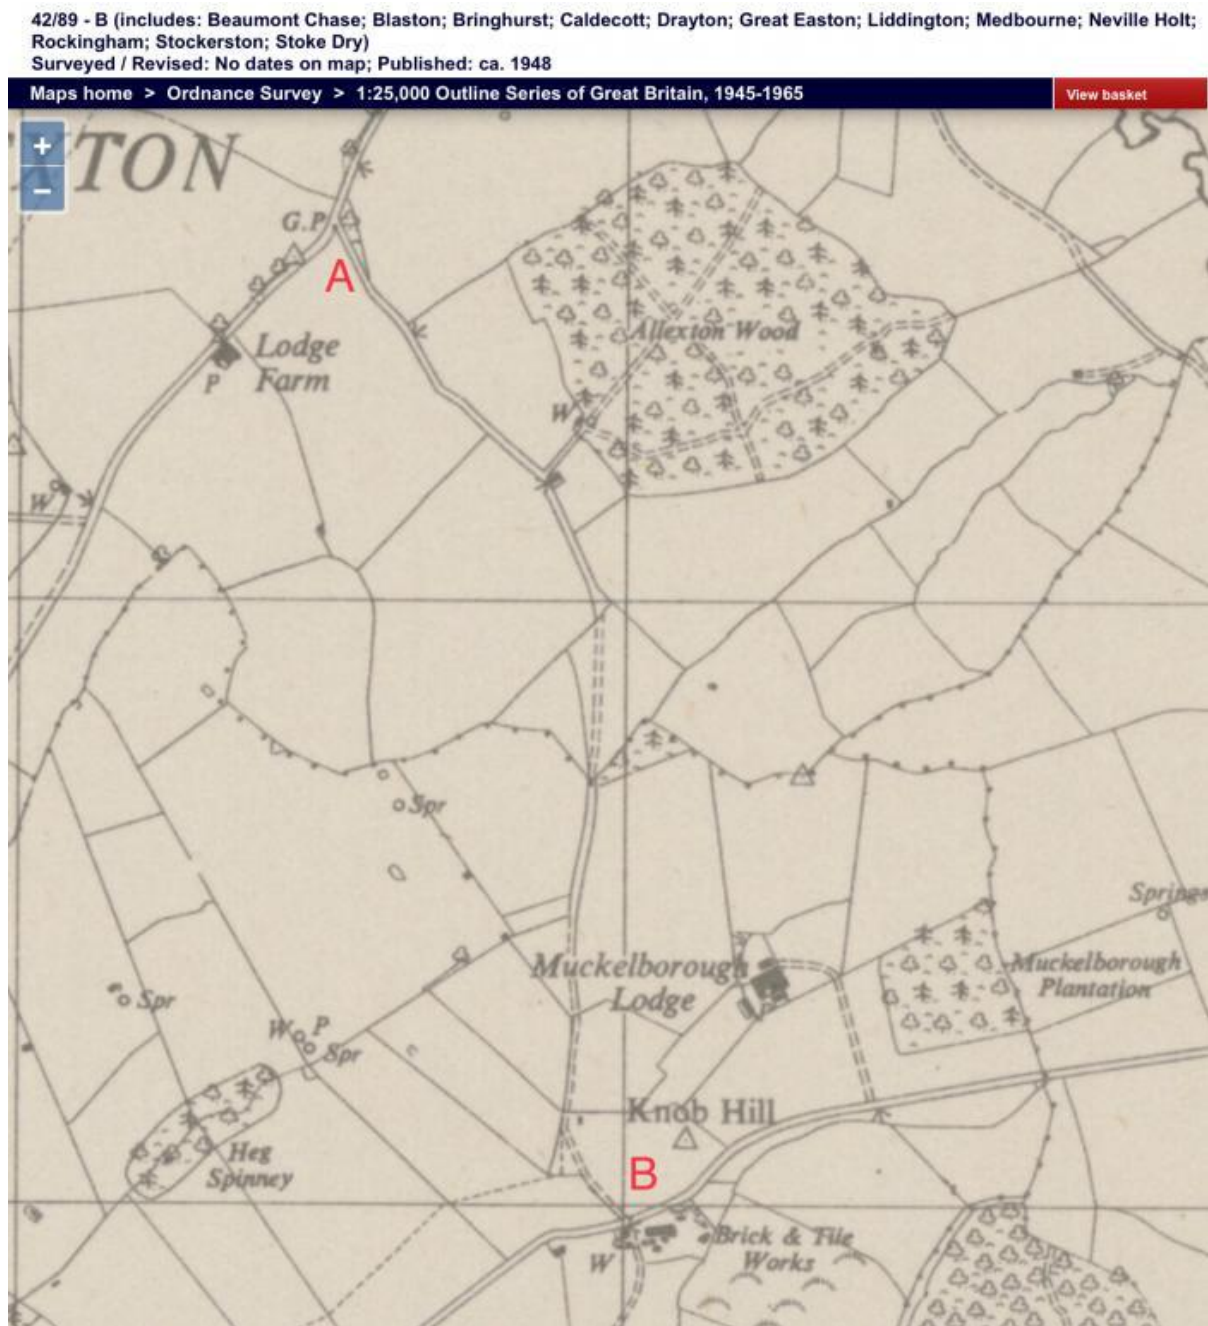 42/89 - B (includes: Beaumont Chase; Blaston; Bringhurst; Caldecott; Drayton; Great Easton; Liddington; Medbourne; Neville Holt;
Rockingham; Stockerston; Stoke Dry)
Surveyed / Revised: No dates on map; Published: ca. 1948
Maps home > Ordnance Survey > 1:25,000 Outline Series of Great Britain, 1945-1965
View basket
+
−
XTON
G.P
A
Allexton Wood
Lodge
Farm
P
W
W
Spr
Springs
Muckelborough
Lodge
Muckelborough
Plantation
Spr
W
P
Spr
Knob Hill
Heg
Spinney
B
Brick & Tile
Works
W